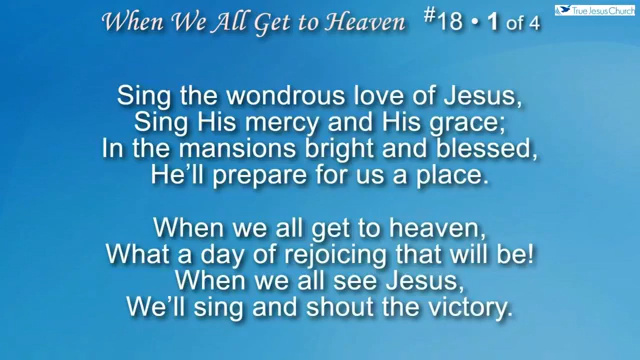 When We All Get to Heaven #18 • 1 of 4
True Jesus Church
Sing the wondrous love of Jesus,
Sing His mercy and His grace;
In the mansions bright and blessed,
He'll prepare for us a place.
When we all get to heaven,
What a day of rejoicing that will be!
When we all see Jesus,
We'll sing and shout the victory.